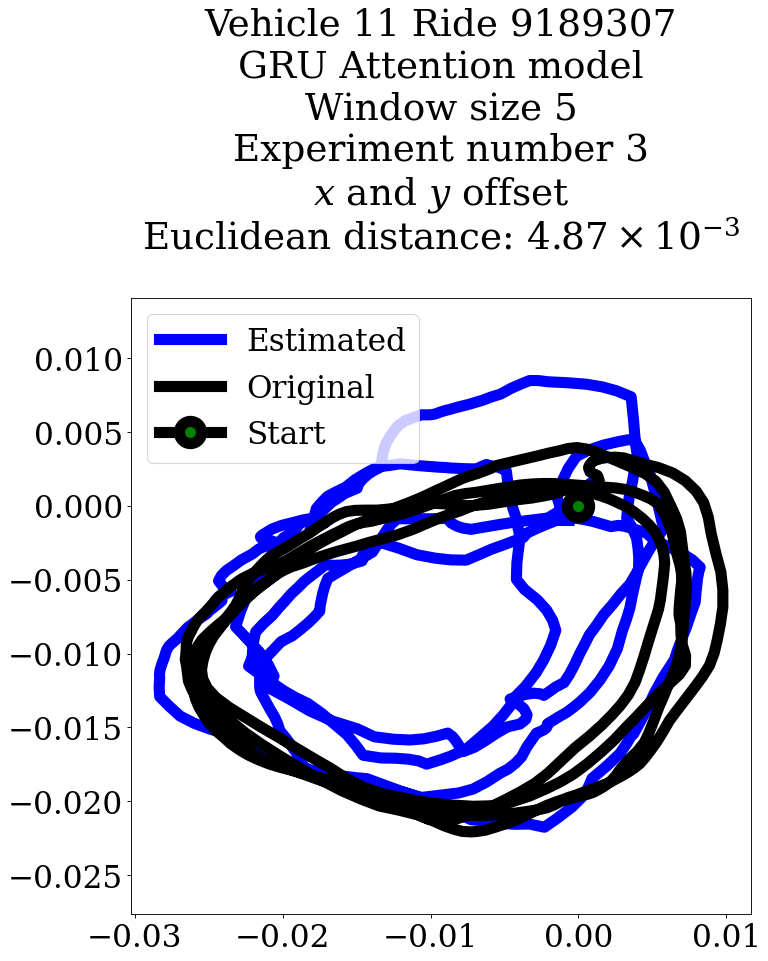 Vehicle 11 Ride 9189307
GRU Attention model
Window size 5
Experiment number 3
x and y offset
Euclidean distance: 4.87 × 10⁻³
Estimated
Original
Start
0.010
0.005
0.000
−0.005
−0.010
−0.015
−0.020
−0.025
−0.03 −0.02 −0.01 0.00 0.01